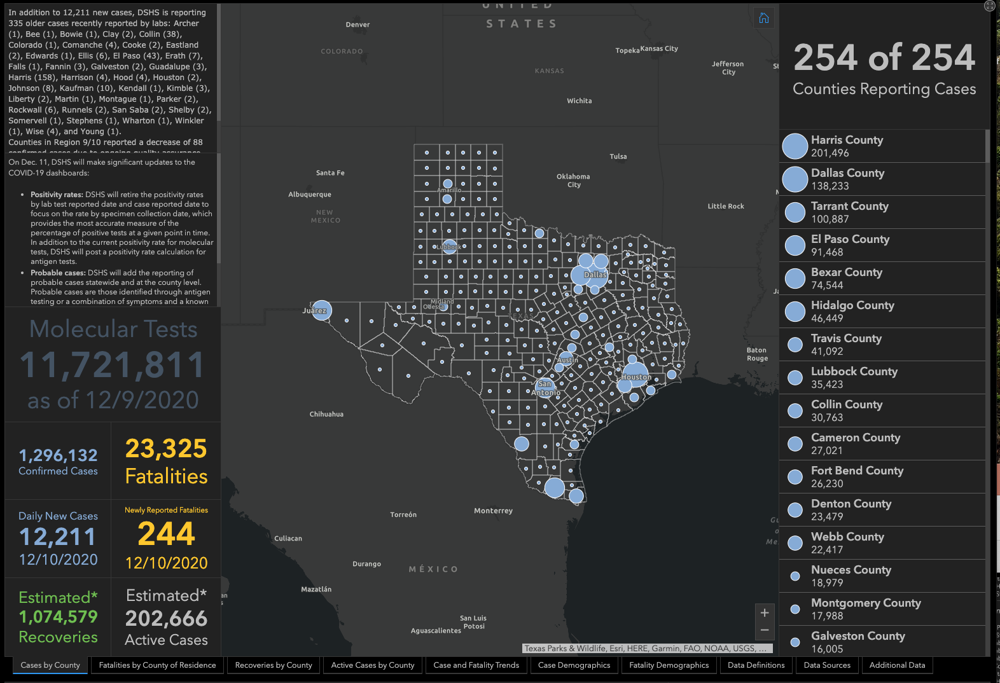 In addition to 12,211 new cases, DSHS is reporting
335 older cases recently reported by labs: Archer
(1), Bee (1), Bowie (1), Clay (2), Collin (38),
Colorado (1), Comanche (4), Cooke (2), Eastland
(2), Edwards (1), Ellis (6), El Paso (43), Erath (7),
Falls (1), Fannin (3), Galveston (2), Guadalupe (3),
Harris (158), Harrison (4), Hood (4), Houston (2),
Johnson (8), Kaufman (10), Kendall (1), Kimble (3),
Liberty (2), Martin (1), Montague (1), Parker (2),
Rockwall (6), Runnels (2), San Saba (2), Shelby (2),
Somervell (1), Stephens (1), Wharton (1), Winkler
(1), Wise (4), and Young (1).
Counties in Region 9/10 reported a decrease of 88
confirmed cases due to ongoing quality assurance
On Dec. 11, DSHS will make significant updates to the
COVID-19 dashboards:
• Positivity rates: DSHS will retire the positivity rates
by lab test reported date and case reported date to
focus on the rate by specimen collection date, which
provides the most accurate measure of the
percentage of positive tests at a given point in time.
In addition to the current positivity rate for molecular
tests, DSHS will post a positivity rate calculation for
antigen tests.
• Probable cases: DSHS will add the reporting of
probable cases statewide and at the county level.
Probable cases are those identified through antigen
testing or a combination of symptoms and a known
Molecular Tests
11,721,811
as of 12/9/2020
1,296,132
Confirmed Cases
23,325
Fatalities
Daily New Cases
12,211
12/10/2020
Newly Reported Fatalities
244
12/10/2020
Estimated*
1,074,579
Recoveries
Estimated*
202,666
Active Cases
UNITED
STATES
Denver
COLORADO
Topeka
Kansas City
KANSAS
Jefferson
City
Wichita
Tulsa
Santa Fe
Oklahoma
City
Albuquerque
Amarillo
NEW
MEXICO
Little Rock
Lubbock
Dallas
Midland
Odessa
Juárez
TEXAS
Baton
Rouge
Austin
Houston
San
Antonio
Chihuahua
Torreón
Monterrey
Culiacan
Durango
MÉXICO
Mazatlán
San Luis
Potosi
Aguascalientes
+
−
Texas Parks & Wildlife, Esri, HERE, Garmin, FAO, NOAA, USGS, ...
254 of 254
Counties Reporting Cases
Harris County
201,496
Dallas County
138,233
Tarrant County
100,887
El Paso County
91,468
Bexar County
74,544
Hidalgo County
46,449
Travis County
41,092
Lubbock County
35,423
Collin County
30,763
Cameron County
27,021
Fort Bend County
26,230
Denton County
23,479
Webb County
22,417
Nueces County
18,979
Montgomery County
17,988
Galveston County
16,005
Cases by County
Fatalities by County of Residence
Recoveries by County
Active Cases by County
Case and Fatality Trends
Case Demographics
Fatality Demographics
Data Definitions
Data Sources
Additional Data